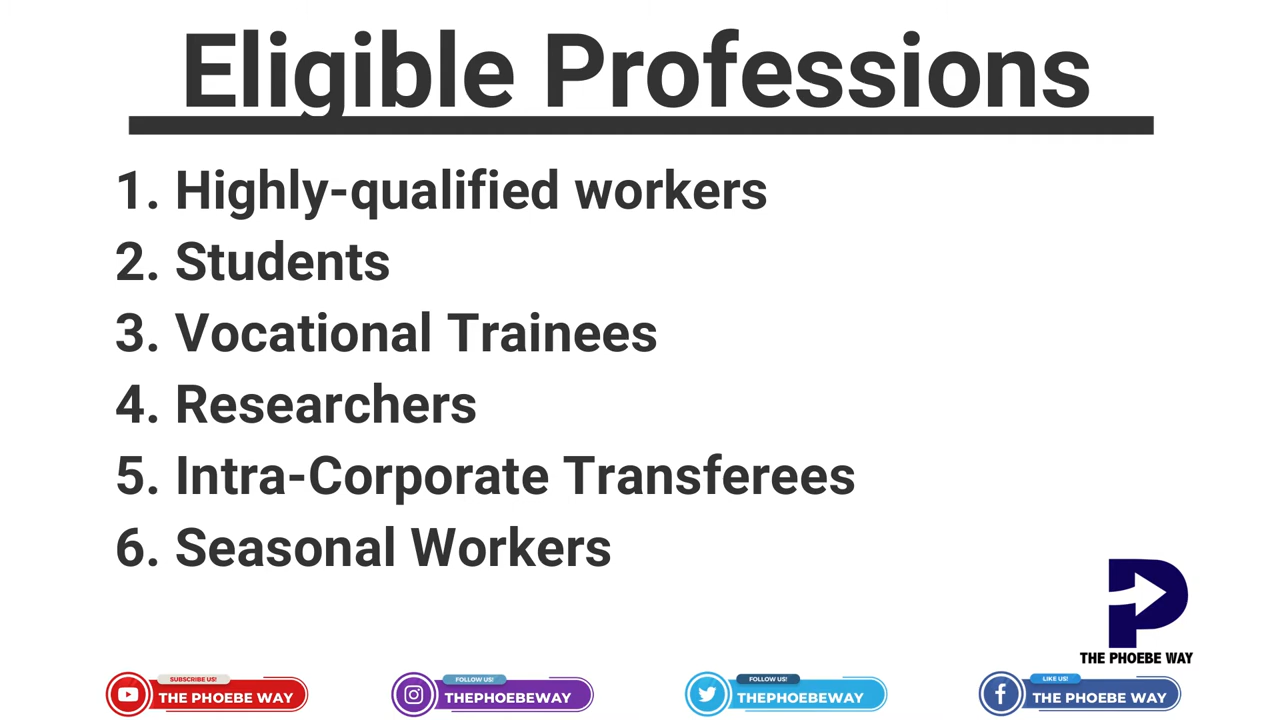 Eligible Professions
1. Highly-qualified workers
2. Students
3. Vocational Trainees
4. Researchers
5. Intra-Corporate Transferees
6. Seasonal Workers
THE PHOEBE WAY
SUBSCRIBE US!
THE PHOEBE WAY
FOLLOW US!
THEPHOEBEWAY
FOLLOW US!
THEPHOEBEWAY
LIKE US!
THE PHOEBE WAY